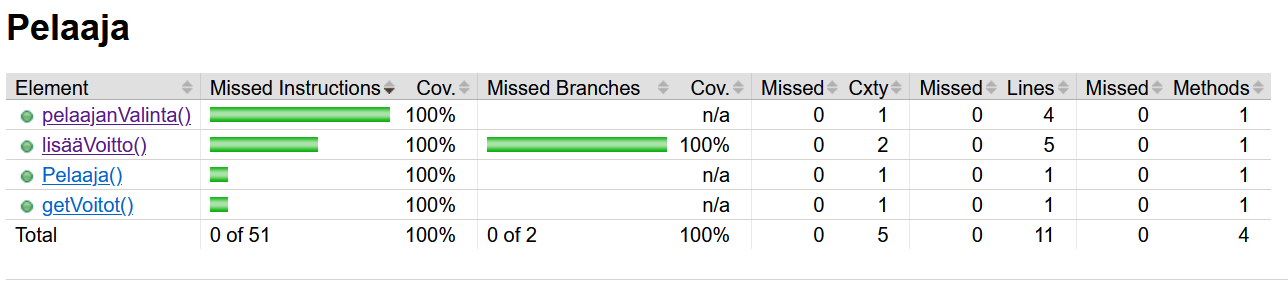 Pelaaja
Element Missed Instructions Cov. Missed Branches Cov. Missed Cxty Missed Lines Missed Methods
pelaajanValinta() 100% n/a 0 1 0 4 0 1
lisääVoitto() 100% 100% 0 2 0 5 0 1
Pelaaja() 100% n/a 0 1 0 1 0 1
getVoitot() 100% n/a 0 1 0 1 0 1
Total 0 of 51 100% 0 of 2 100% 0 5 0 11 0 4